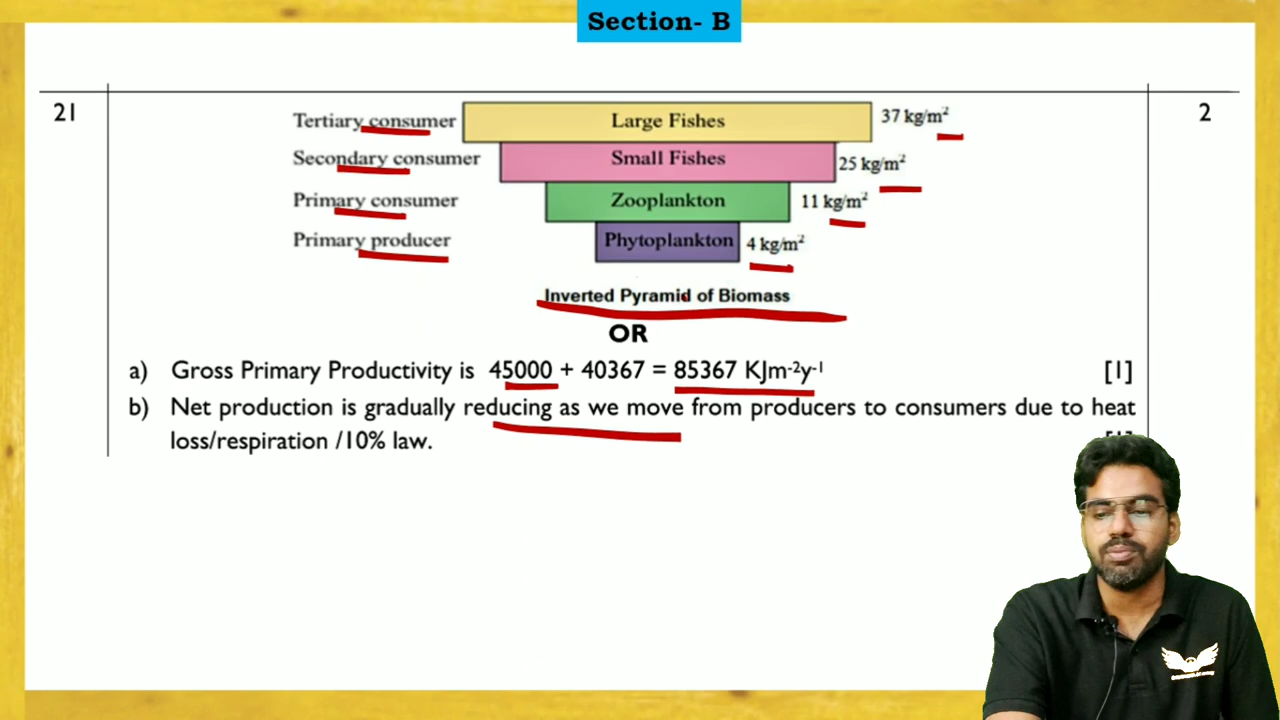 Section- B
21
2
Tertiary consumer Large Fishes 37 kg/m²
Secondary consumer Small Fishes 25 kg/m²
Primary consumer Zooplankton 11 kg/m²
Primary producer Phytoplankton 4 kg/m²
Inverted Pyramid of Biomass
OR
a) Gross Primary Productivity is 45000 + 40367 = 85367 KJm⁻²y⁻¹ [1]
b) Net production is gradually reducing as we move from producers to consumers due to heat
loss/respiration /10% law.